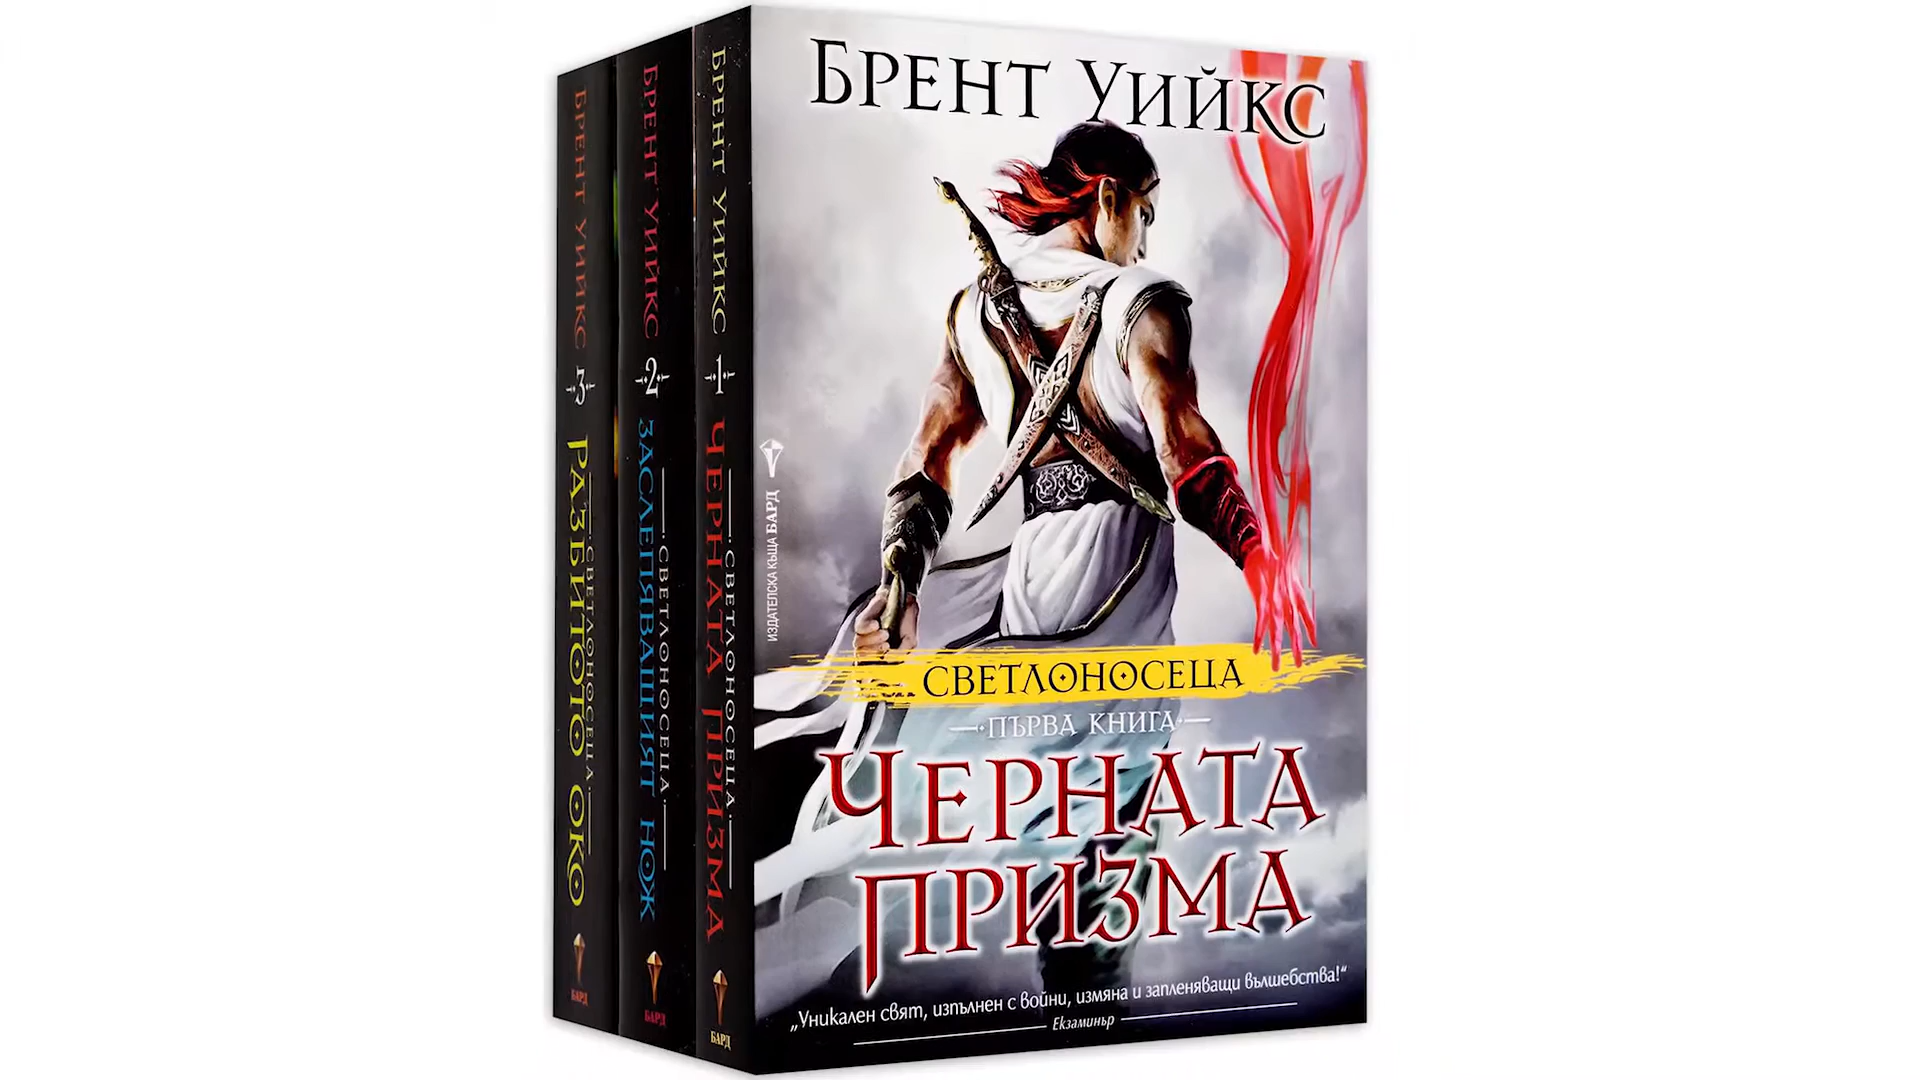 БРЕНТ УИЙКС
3
РАЗБИТОТО ОКО
СВЕТЛОНОСЕЦА
БАРД
БРЕНТ УИЙКС
2
ЗАСЛЕПЯВАЩИЯТ НОЖ
СВЕТЛОНОСЕЦА
БАРД
БРЕНТ УИЙКС
1
ЧЕРНАТА ПРИЗМА
СВЕТЛОНОСЕЦА
БАРД
БРЕНТ УИЙКС
ИЗДАТЕЛСКА КЪЩА БАРД
СВЕТЛОНОСЕЦА
ПЪРВА КНИГА
ЧЕРНАТА
ПРИЗМА
„Уникален свят, изпълнен с войни, измяна и запленяващи вълшебства!“
Екзаминър